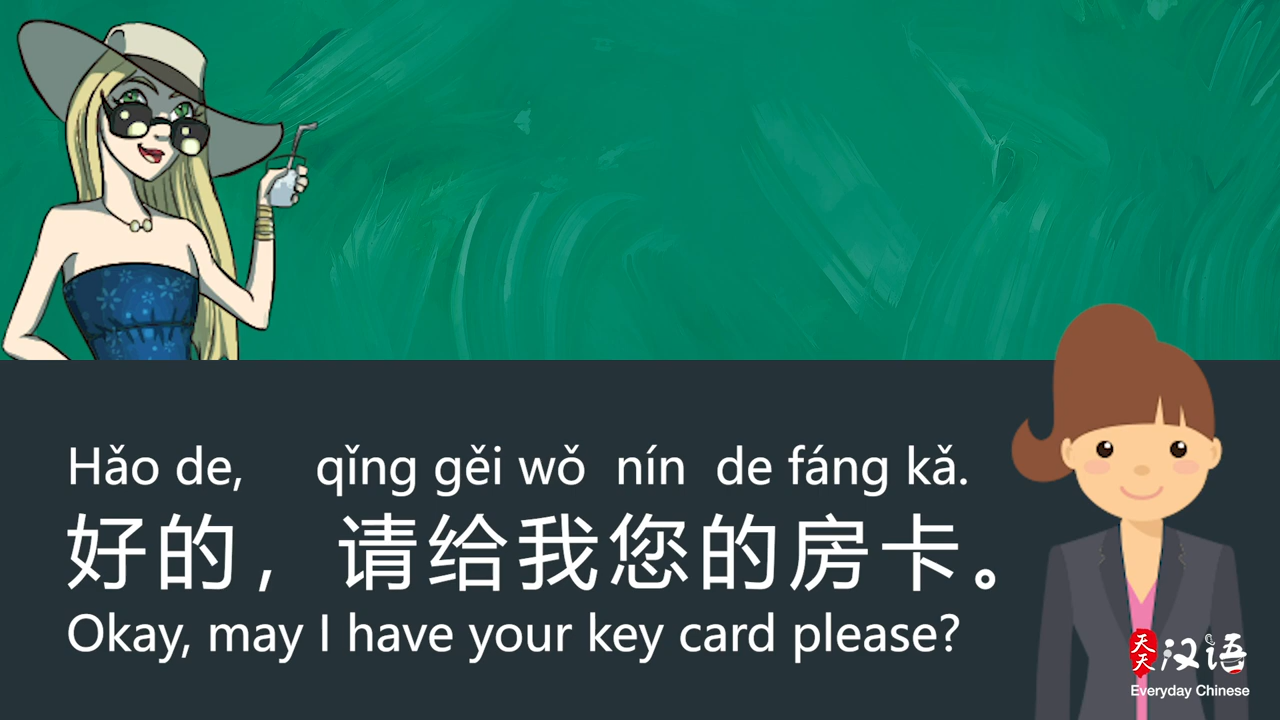 Hǎo de, qǐng gěi wǒ nín de fáng kǎ.
好的，请给我您的房卡。
Okay, may I have your key card please?
天天汉语
Everyday Chinese